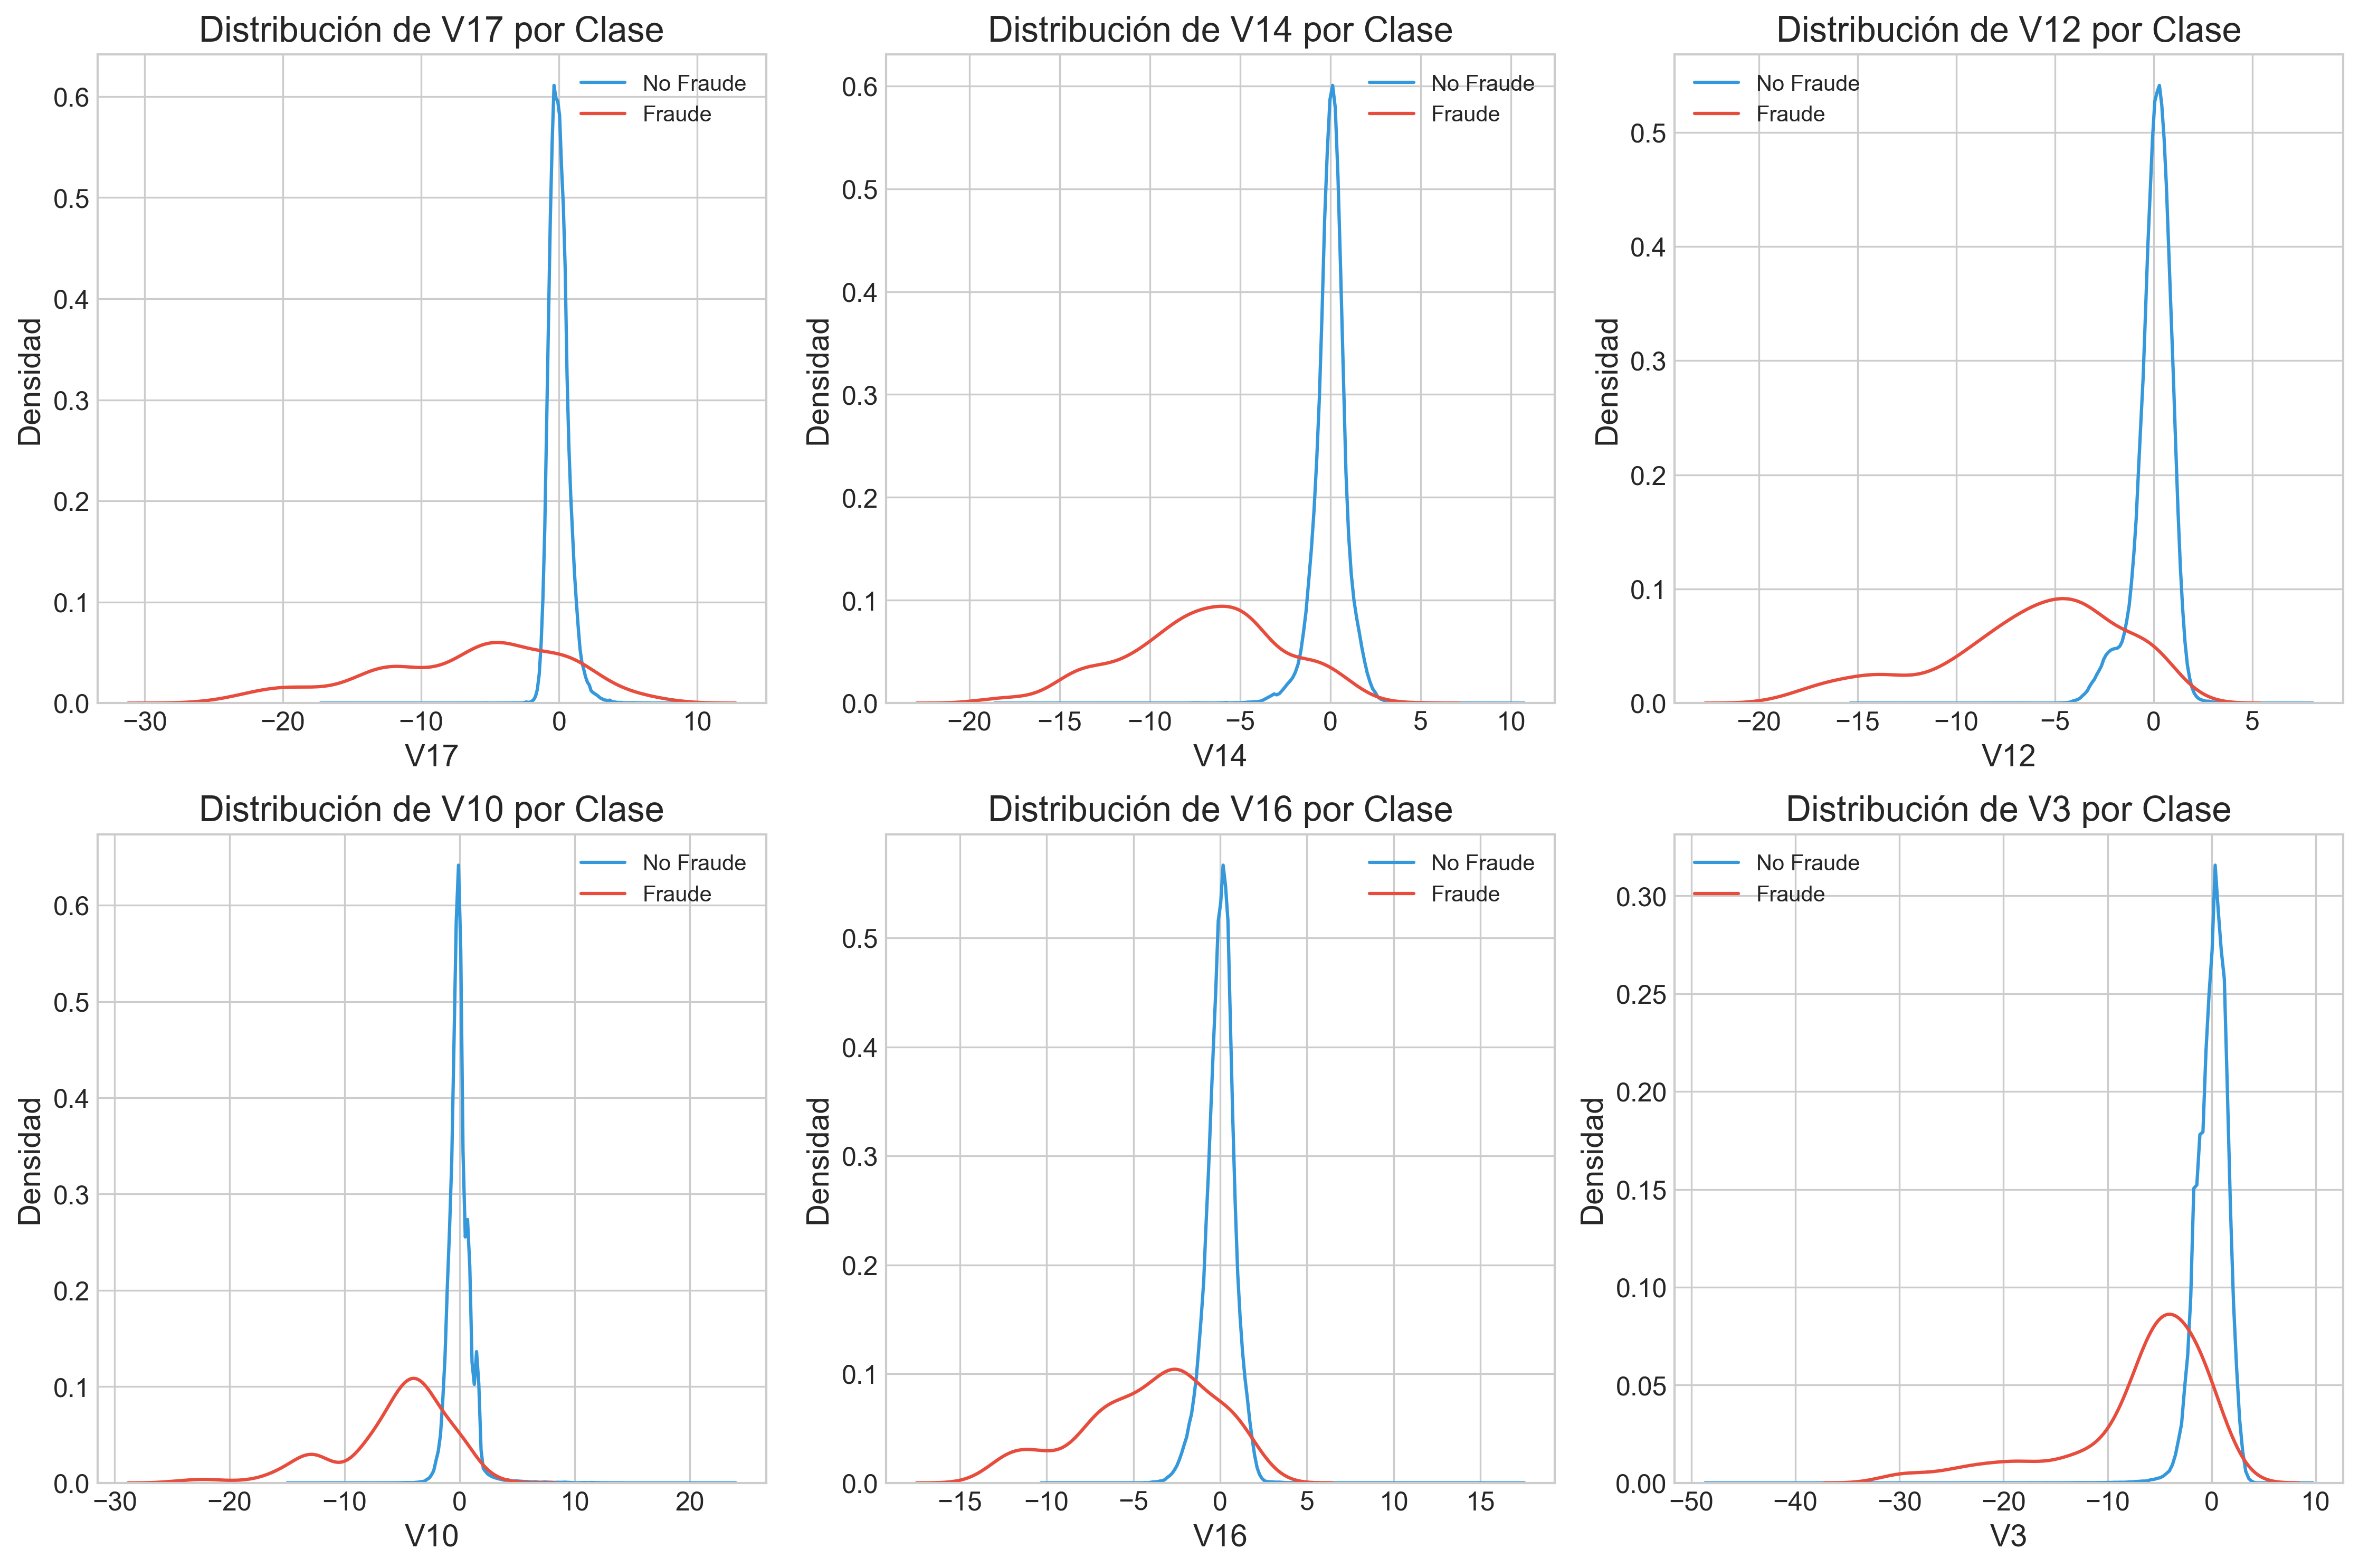 Distribución de V17 por Clase
No Fraude
Fraude
Densidad
0.6
0.5
0.4
0.3
0.2
0.1
0.0
−30 −20 −10 0 10
V17
Distribución de V14 por Clase
No Fraude
Fraude
Densidad
0.6
0.5
0.4
0.3
0.2
0.1
0.0
−20 −15 −10 −5 0 5 10
V14
Distribución de V12 por Clase
No Fraude
Fraude
Densidad
0.5
0.4
0.3
0.2
0.1
0.0
−20 −15 −10 −5 0 5
V12
Distribución de V10 por Clase
No Fraude
Fraude
Densidad
0.6
0.5
0.4
0.3
0.2
0.1
0.0
−30 −20 −10 0 10 20
V10
Distribución de V16 por Clase
No Fraude
Fraude
Densidad
0.5
0.4
0.3
0.2
0.1
0.0
−15 −10 −5 0 5 10 15
V16
Distribución de V3 por Clase
No Fraude
Fraude
Densidad
0.30
0.25
0.20
0.15
0.10
0.05
0.00
−50 −40 −30 −20 −10 0 10
V3